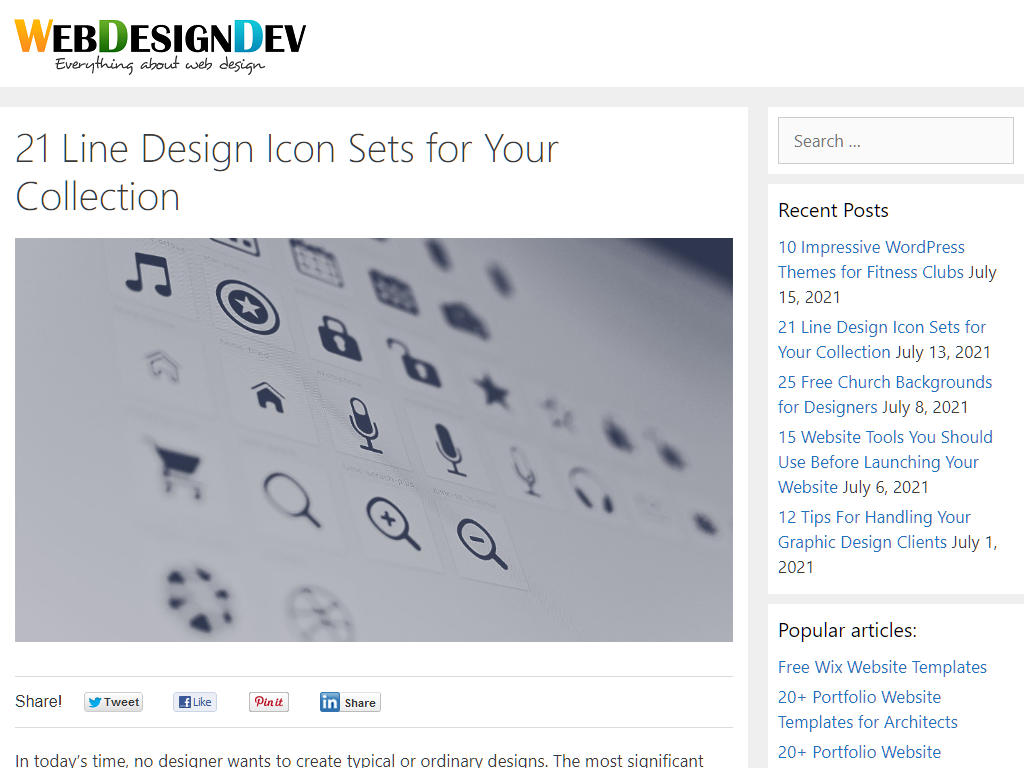 WEBDESIGNDEV
Everything about web design
21 Line Design Icon Sets for Your
Collection
Share!
Tweet
Like
Pin it
Share
In today's time, no designer wants to create typical or ordinary designs. The most significant
Search ...
Recent Posts
10 Impressive WordPress
Themes for Fitness Clubs July
15, 2021
21 Line Design Icon Sets for
Your Collection July 13, 2021
25 Free Church Backgrounds
for Designers July 8, 2021
15 Website Tools You Should
Use Before Launching Your
Website July 6, 2021
12 Tips For Handling Your
Graphic Design Clients July 1,
2021
Popular articles:
Free Wix Website Templates
20+ Portfolio Website
Templates for Architects
20+ Portfolio Website